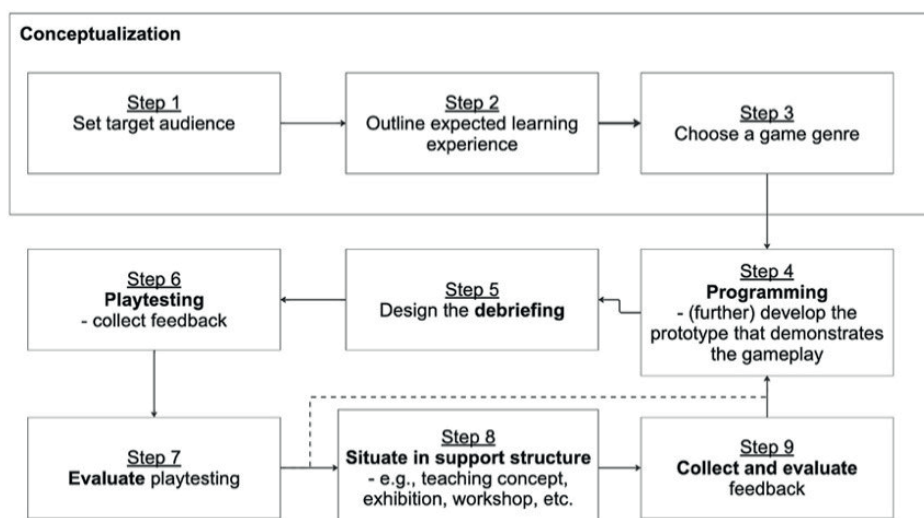 Conceptualization
Step 1
Set target audience
Step 2
Outline expected learning
experience
Step 3
Choose a game genre
Step 4
Programming
- (further) develop the
prototype that demonstrates
the gameplay
Step 5
Design the debriefing
Step 6
Playtesting
- collect feedback
Step 7
Evaluate playtesting
Step 8
Situate in support structure
- e.g., teaching concept,
exhibition, workshop, etc.
Step 9
Collect and evaluate
feedback